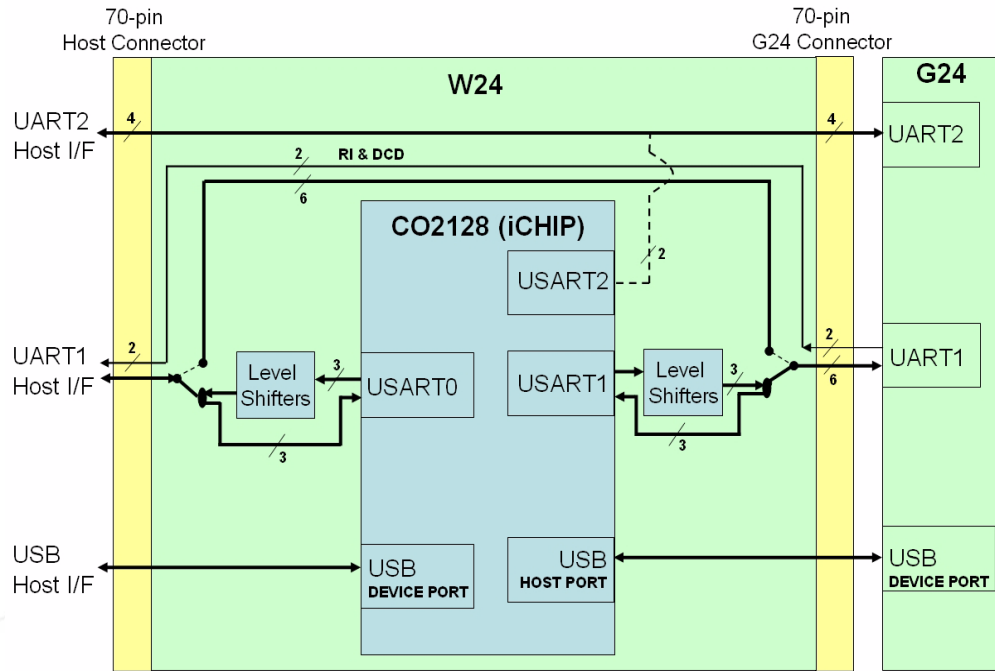 70-pin
Host Connector
70-pin
G24 Connector
W24
G24
UART2
Host I/F
4
4
UART2
2
RI & DCD
6
CO2128 (iCHIP)
USART2
2
UART1
Host I/F
2
Level
Shifters
3
USART0
3
USART1
Level
Shifters
3
3
2
6
UART1
USB
Host I/F
USB
DEVICE PORT
USB
HOST PORT
USB
DEVICE PORT